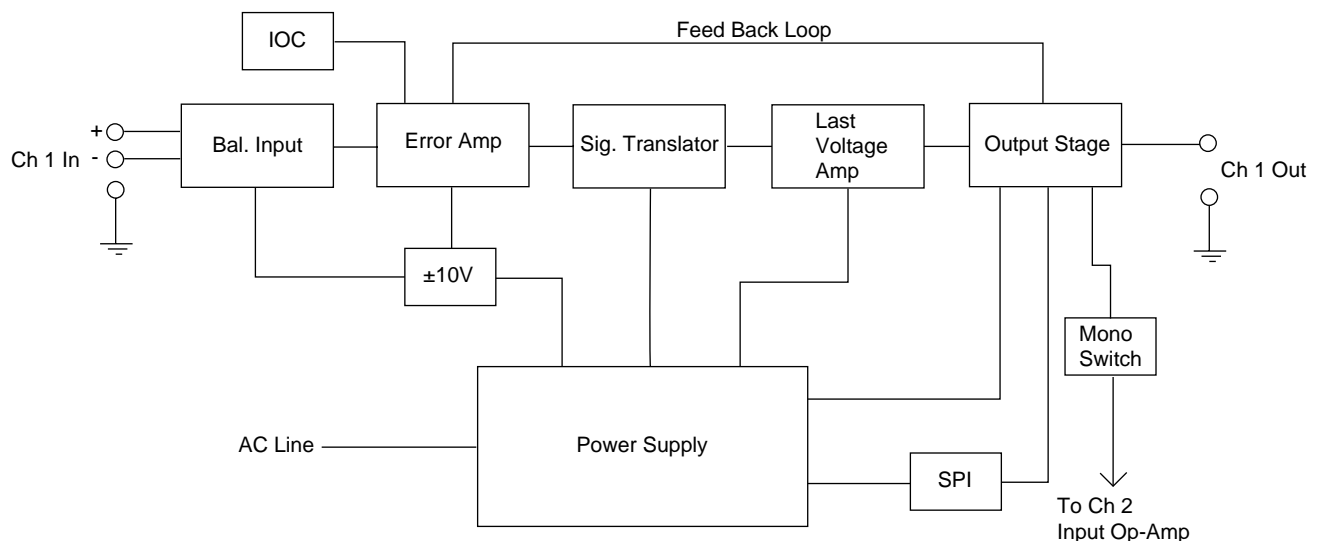 IOC
Feed Back Loop
+
Ch 1 In -
Bal. Input
Error Amp
Sig. Translator
Last
Voltage
Amp
Output Stage
Ch 1 Out
±10V
Mono
Switch
AC Line
Power Supply
SPI
To Ch 2
Input Op-Amp